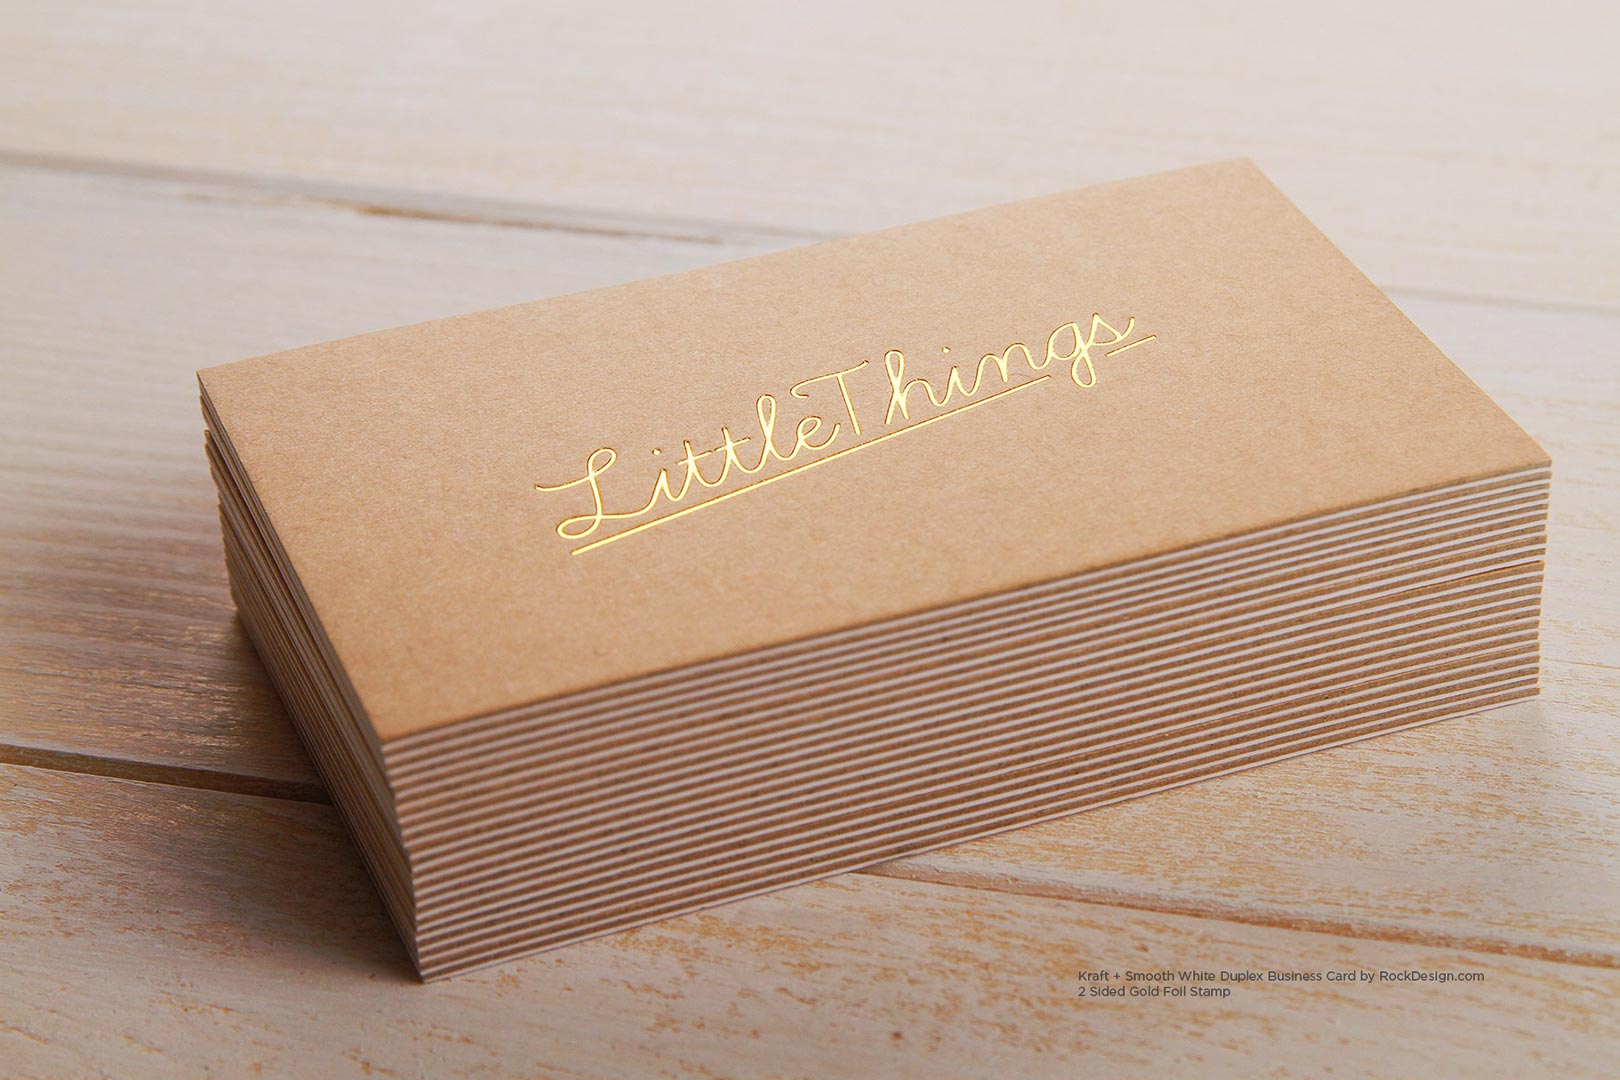 LittleThings
Kraft + Smooth White Duplex Business Card by RockDesign.com
2 Sided Gold Foil Stamp